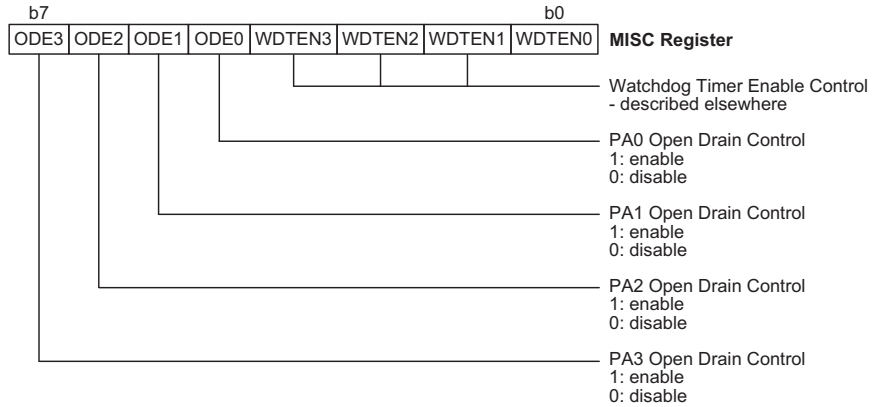 b7 b0
ODE3 ODE2 ODE1 ODE0 WDTEN3 WDTEN2 WDTEN1 WDTEN0 MISC Register
Watchdog Timer Enable Control
- described elsewhere
PA0 Open Drain Control
1: enable
0: disable
PA1 Open Drain Control
1: enable
0: disable
PA2 Open Drain Control
1: enable
0: disable
PA3 Open Drain Control
1: enable
0: disable